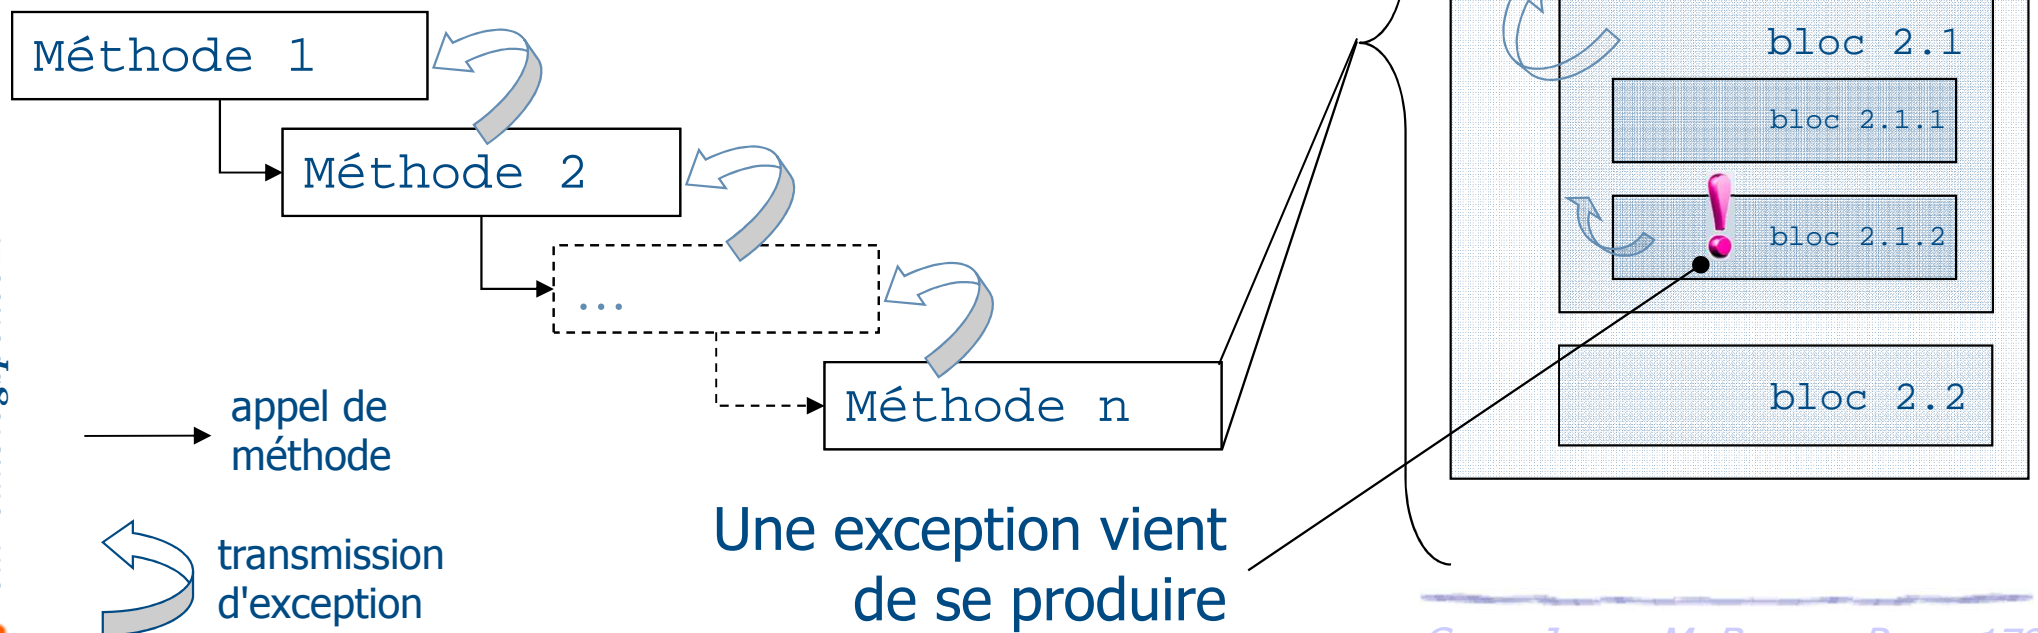 Méthode 1
Méthode 2
...
Méthode n
bloc 2.1
bloc 2.1.1
bloc 2.1.2
bloc 2.2
appel de
méthode
transmission
d'exception
Une exception vient
de se produire